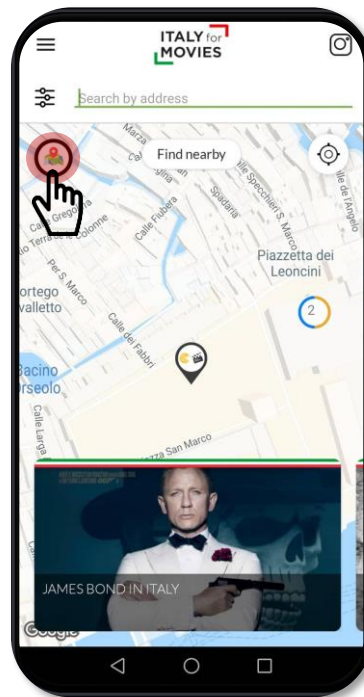 ITALY for
MOVIES
Search by address
Find nearby
Marza
Calle Fiubera
Spadaria
Calle Specchieri
S. Marco
Piazzetta dei
Leoncini
2
Per S. Marco
Calle dei Fabbri
Bacino
Orseolo
Calle Larga
Piazza San Marco
JAMES BOND IN ITALY
Google